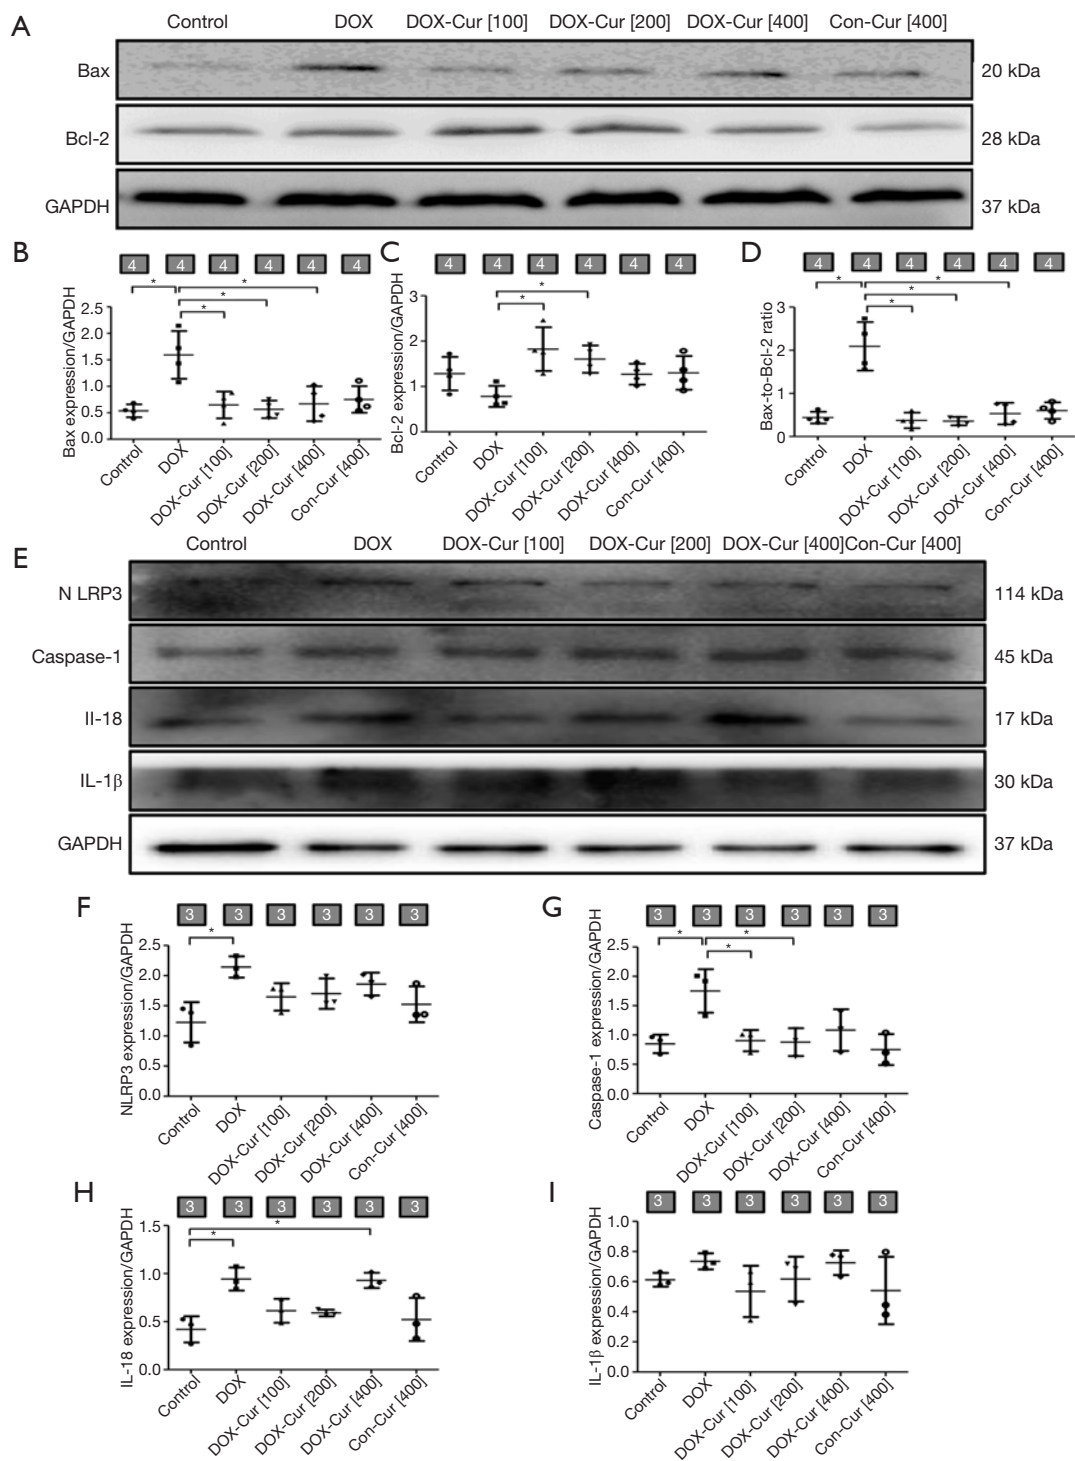 A
Control DOX DOX-Cur [100] DOX-Cur [200] DOX-Cur [400] Con-Cur [400]
Bax 20 kDa
Bcl-2 28 kDa
GAPDH 37 kDa
B
4 4 4 4 4 4
* * * *
Bax expression/GAPDH
2.5
2.0
1.5
1.0
0.5
0.0
Control DOX DOX-Cur [100] DOX-Cur [200] DOX-Cur [400] Con-Cur [400]
C
4 4 4 4 4 4
* *
Bcl-2 expression/GAPDH
3
2
1
0
Control DOX DOX-Cur [100] DOX-Cur [200] DOX-Cur [400] Con-Cur [400]
D
4 4 4 4 4 4
* * * *
Bax-to-Bcl-2 ratio
3
2
1
0
Control DOX DOX-Cur [100] DOX-Cur [200] DOX-Cur [400] Con-Cur [400]
E
Control DOX DOX-Cur [100] DOX-Cur [200] DOX-Cur [400]Con-Cur [400]
N LRP3 114 kDa
Caspase-1 45 kDa
Il-18 17 kDa
IL-1β 30 kDa
GAPDH 37 kDa
F
3 3 3 3 3 3
*
NLRP3 expression/GAPDH
2.5
2.0
1.5
1.0
0.5
0.0
Control DOX DOX-Cur [100] DOX-Cur [200] DOX-Cur [400] Con-Cur [400]
G
3 3 3 3 3 3
* * *
Caspase-1 expression/GAPDH
2.5
2.0
1.5
1.0
0.5
0.0
Control DOX DOX-Cur [100] DOX-Cur [200] DOX-Cur [400] Con-Cur [400]
H
3 3 3 3 3 3
* *
IL-18 expression/GAPDH
1.5
1.0
0.5
0.0
Control DOX DOX-Cur [100] DOX-Cur [200] DOX-Cur [400] Con-Cur [400]
I
3 3 3 3 3 3
IL-1β expression/GAPDH
1.0
0.8
0.6
0.4
0.2
0.0
Control DOX DOX-Cur [100] DOX-Cur [200] DOX-Cur [400] Con-Cur [400]